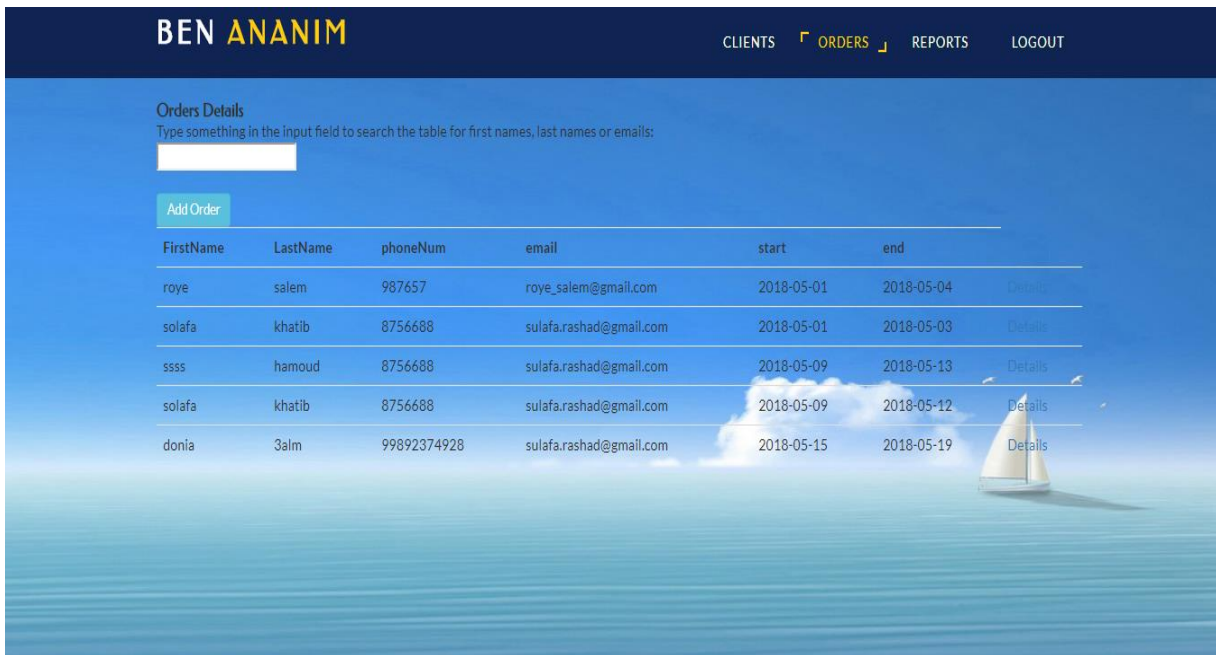 BEN ANANIM
CLIENTS ORDERS REPORTS LOGOUT
Orders Details
Type something in the input field to search the table for first names, last names or emails:
Add Order
FirstName LastName phoneNum email start end
roye salem 987657 roye_salem@gmail.com 2018-05-01 2018-05-04 Details
solafa khatib 8756688 sulafa.rashad@gmail.com 2018-05-01 2018-05-03 Details
ssss hamoud 8756688 sulafa.rashad@gmail.com 2018-05-09 2018-05-13 Details
solafa khatib 8756688 sulafa.rashad@gmail.com 2018-05-09 2018-05-12 Details
donia 3alm 99892374928 sulafa.rashad@gmail.com 2018-05-15 2018-05-19 Details